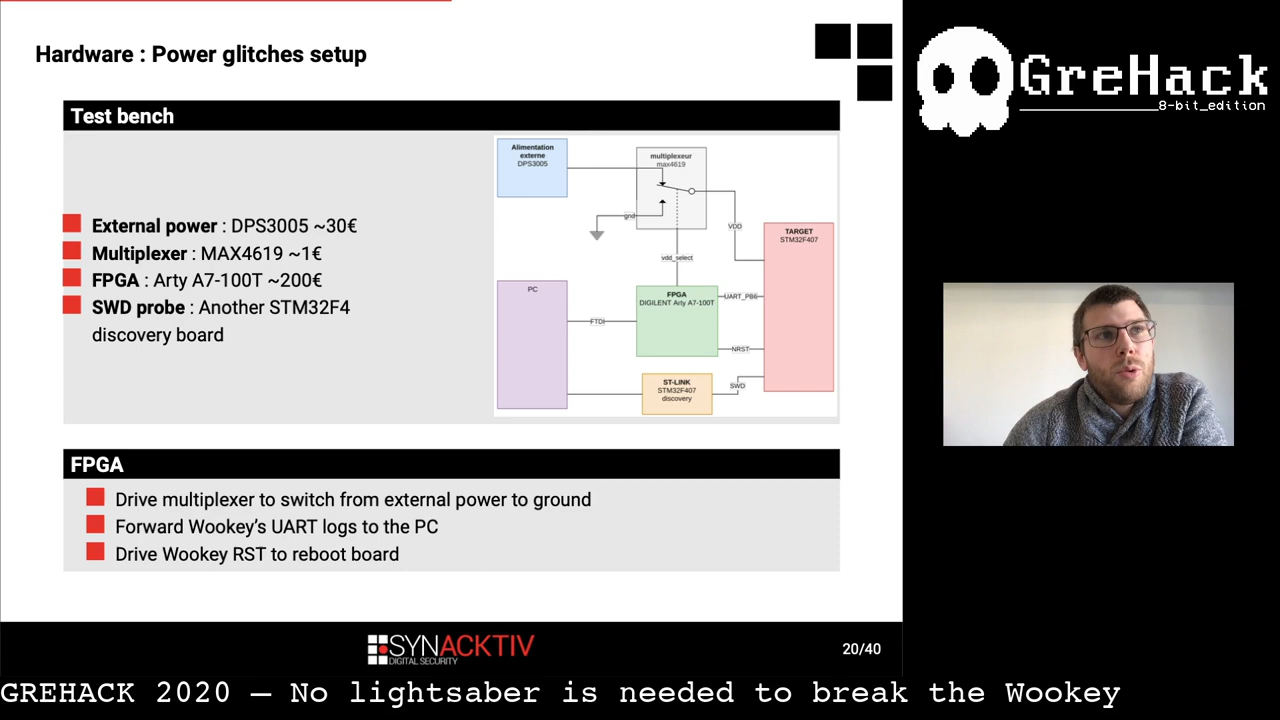 Hardware : Power glitches setup
Test bench
External power : DPS3005 ~30€
Multiplexer : MAX4619 ~1€
FPGA : Arty A7-100T ~200€
SWD probe : Another STM32F4
discovery board
Alimentation
externe
DPS3005
multiplexeur
max4619
gnd
VDD
vdd_select
TARGET
STM32F407
PC
FPGA
DIGILENT Arty A7-100T
UART_PB6
FTDI
NRST
ST-LINK
STM32F407
discovery
SWD
FPGA
Drive multiplexer to switch from external power to ground
Forward Wookey’s UART logs to the PC
Drive Wookey RST to reboot board
SYNACKTIV
DIGITAL SECURITY
20/40
GreHack
8-bit_edition
GREHACK 2020 – No lightsaber is needed to break the Wookey